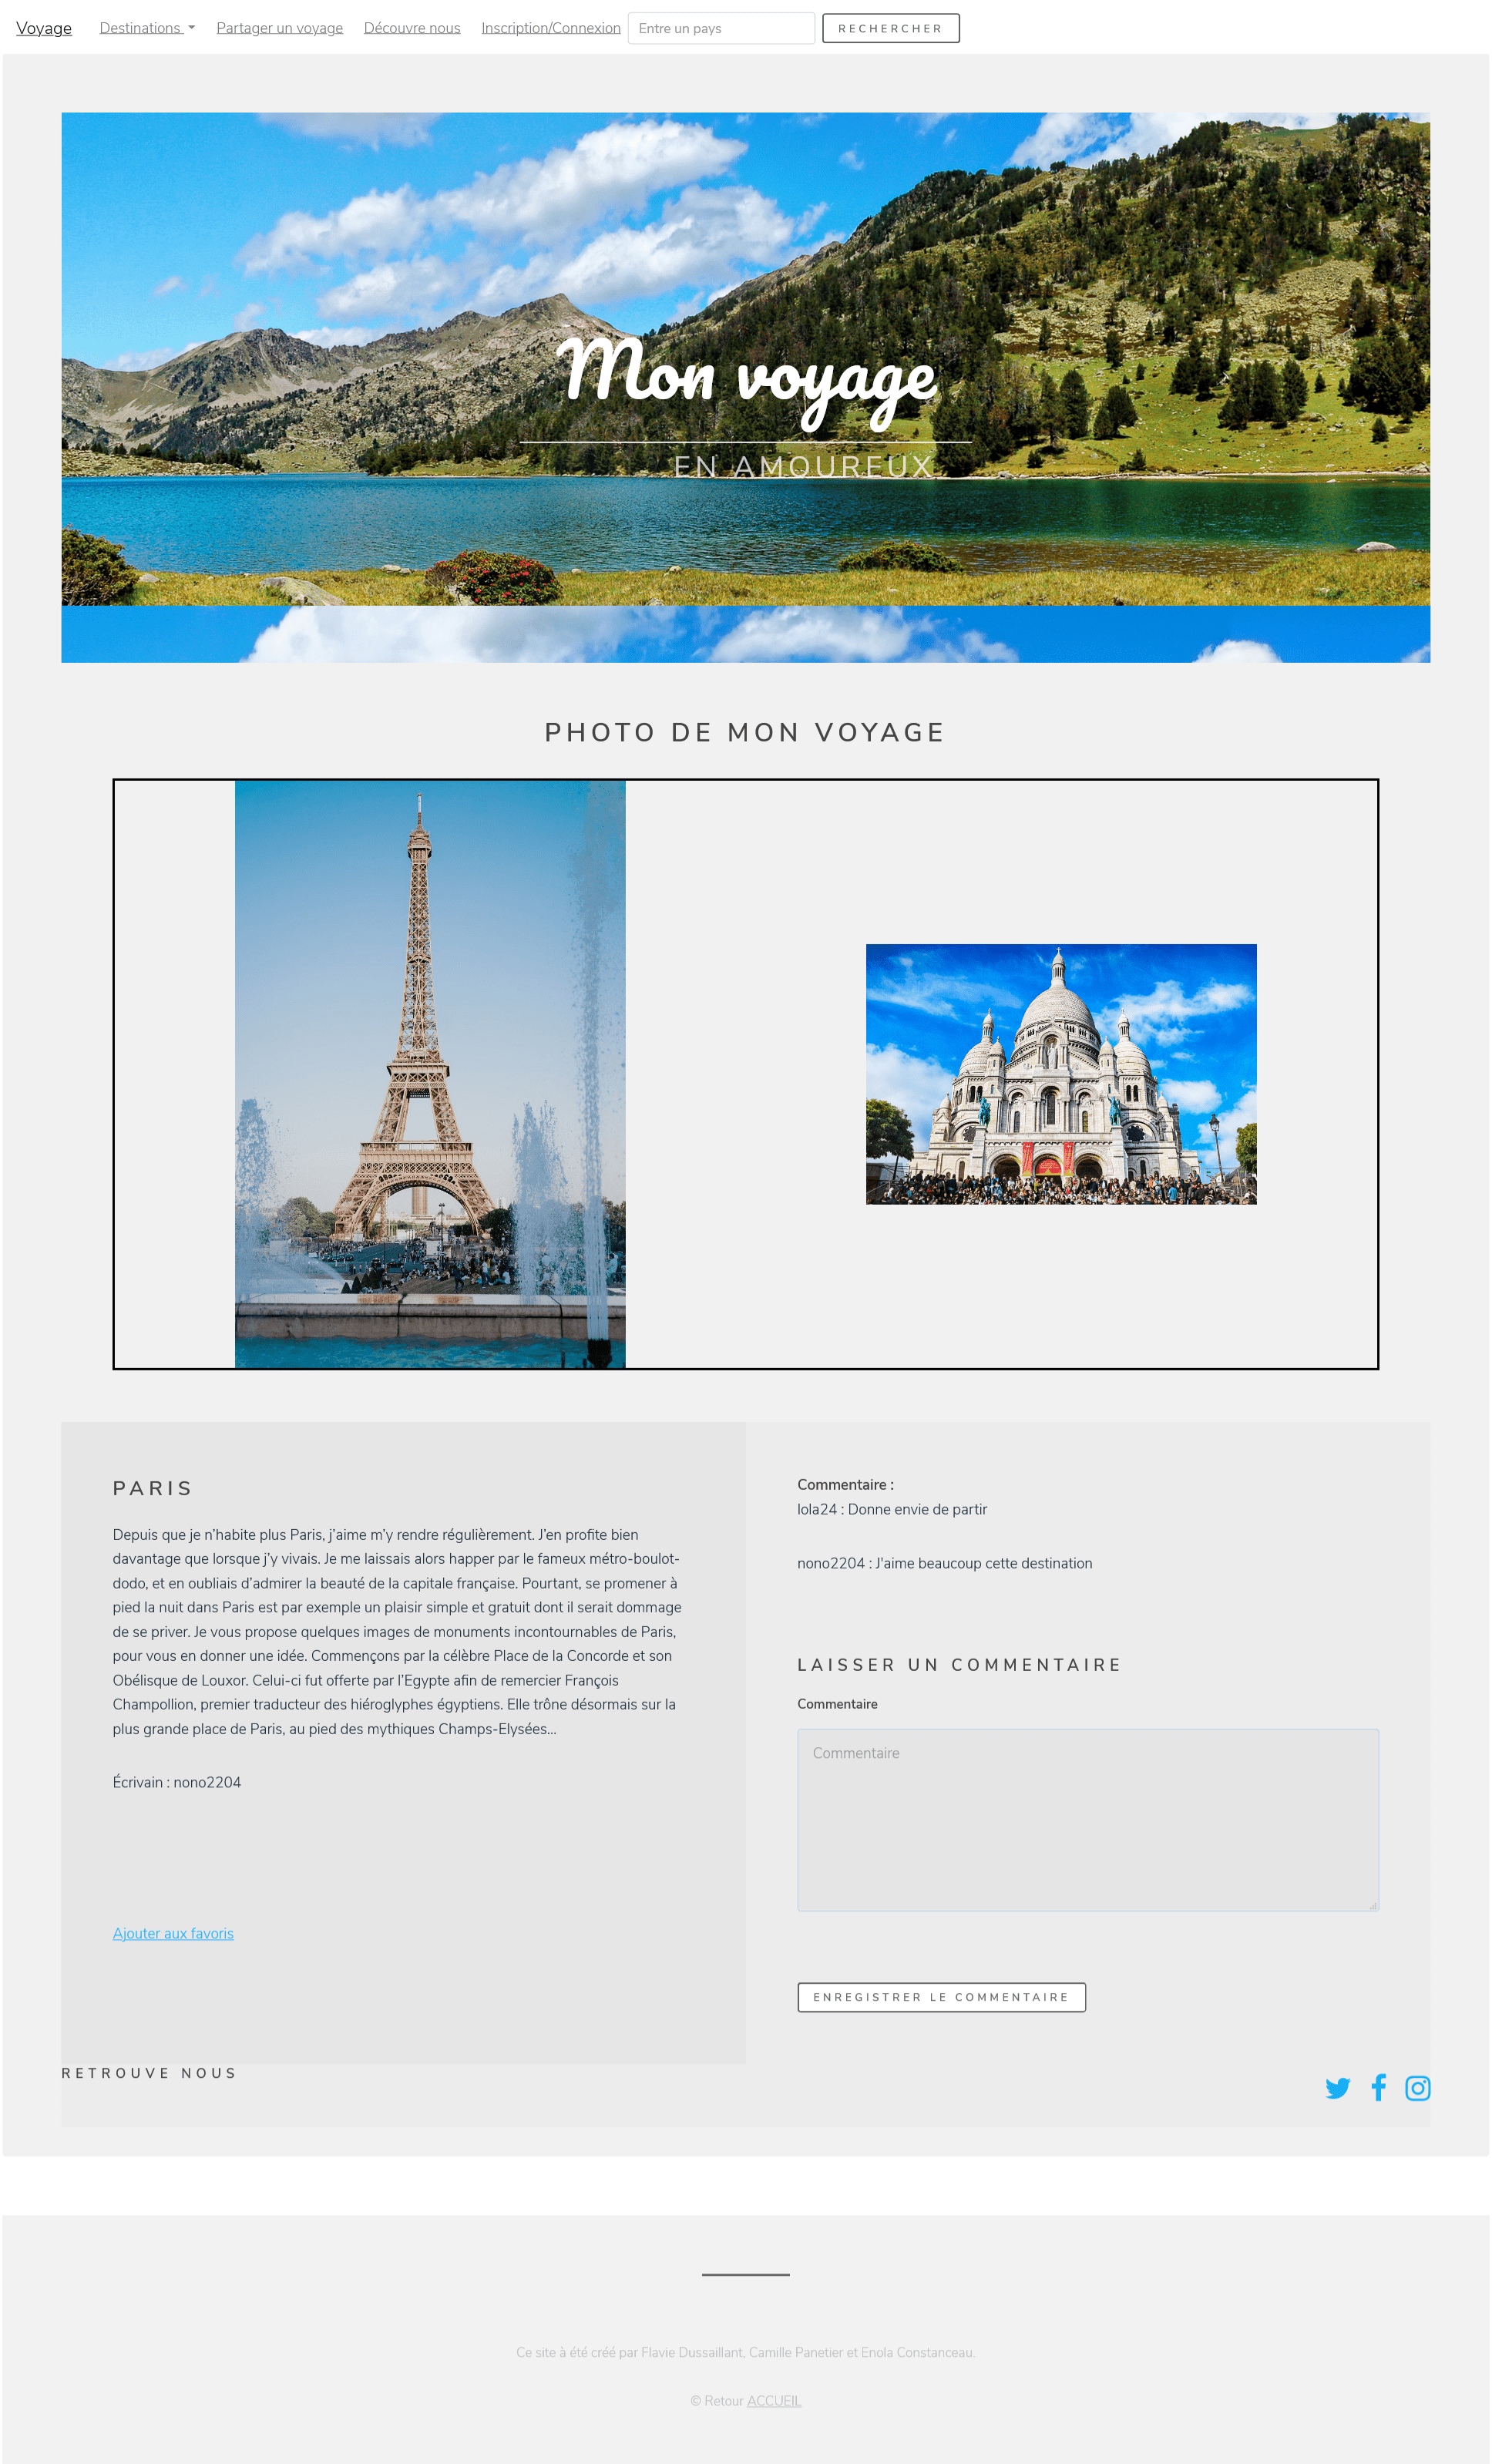 Voyage Destinations Partager un voyage Découvre nous Inscription/Connexion Entre un pays RECHERCHER
Mon voyage
EN AMOUREUX
PHOTO DE MON VOYAGE
PARIS
Depuis que je n’habite plus Paris, j’aime m’y rendre régulièrement. J’en profite bien
davantage que lorsque j’y vivais. Je me laissais alors happer par le fameux métro-boulot-
dodo, et en oubliais d’admirer la beauté de la capitale française. Pourtant, se promener à
pied la nuit dans Paris est par exemple un plaisir simple et gratuit dont il serait dommage
de se priver. Je vous propose quelques images de monuments incontournables de Paris,
pour vous en donner une idée. Commençons par la célèbre Place de la Concorde et son
Obélisque de Louxor. Celui-ci fut offerte par l’Egypte afin de remercier François
Champollion, premier traducteur des hiéroglyphes égyptiens. Elle trône désormais sur la
plus grande place de Paris, au pied des mythiques Champs-Elysées…
Écrivain : nono2204
Ajouter aux favoris
Commentaire :
lola24 : Donne envie de partir
nono2204 : J'aime beaucoup cette destination
LAISSER UN COMMENTAIRE
Commentaire
Commentaire
ENREGISTRER LE COMMENTAIRE
RETROUVE NOUS
Ce site à été créé par Flavie Dussaillant, Camille Panetier et Enola Constanceau.
© Retour ACCUEIL